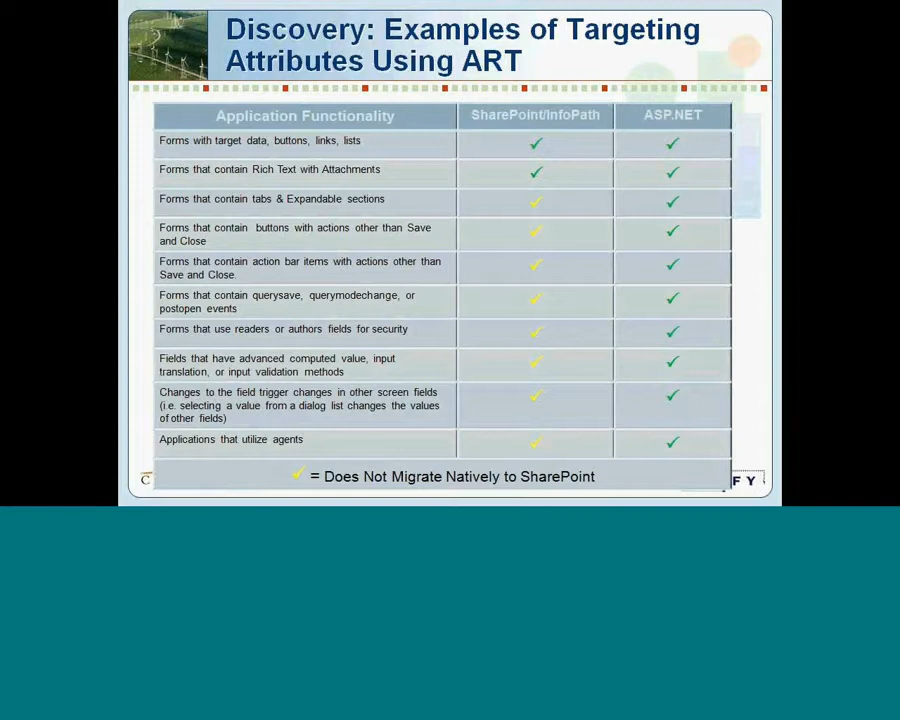 Discovery: Examples of Targeting
Attributes Using ART
Application Functionality SharePoint/InfoPath ASP.NET
Forms with target data, buttons, links, lists ✓ ✓
Forms that contain Rich Text with Attachments ✓ ✓
Forms that contain tabs & Expandable sections ✓ ✓
Forms that contain buttons with actions other than Save
and Close ✓ ✓
Forms that contain action bar items with actions other than
Save and Close. ✓ ✓
Forms that contain querysave, querymodechange, or
postopen events ✓ ✓
Forms that use readers or authors fields for security ✓ ✓
Fields that have advanced computed value, input
translation, or input validation methods ✓ ✓
Changes to the field trigger changes in other screen fields
(i.e. selecting a value from a dialog list changes the values
of other fields) ✓ ✓
Applications that utilize agents ✓ ✓
✓ = Does Not Migrate Natively to SharePoint
C
F Y